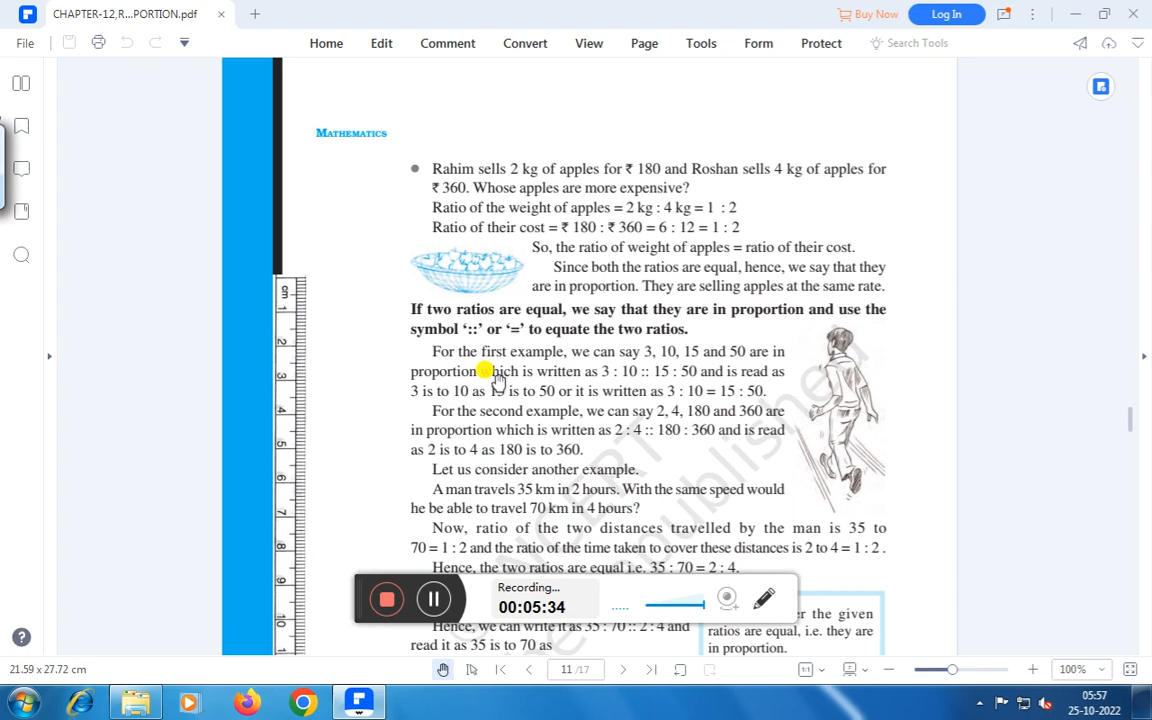 CHAPTER-12,R...PORTION.pdf
Buy Now
Log In
File
Home
Edit
Comment
Convert
View
Page
Tools
Form
Protect
Search Tools
MATHEMATICS
Rahim sells 2 kg of apples for ₹ 180 and Roshan sells 4 kg of apples for
₹ 360. Whose apples are more expensive?
Ratio of the weight of apples = 2 kg : 4 kg = 1 : 2
Ratio of their cost = ₹ 180 : ₹ 360 = 6 : 12 = 1 : 2
So, the ratio of weight of apples = ratio of their cost.
Since both the ratios are equal, hence, we say that they
are in proportion. They are selling apples at the same rate.
If two ratios are equal, we say that they are in proportion and use the
symbol ‘::’ or ‘=’ to equate the two ratios.
For the first example, we can say 3, 10, 15 and 50 are in
proportion which is written as 3 : 10 :: 15 : 50 and is read as
3 is to 10 as 15 is to 50 or it is written as 3 : 10 = 15 : 50.
For the second example, we can say 2, 4, 180 and 360 are
in proportion which is written as 2 : 4 :: 180 : 360 and is read
as 2 is to 4 as 180 is to 360.
Let us consider another example.
A man travels 35 km in 2 hours. With the same speed would
he be able to travel 70 km in 4 hours?
Now, ratio of the two distances travelled by the man is 35 to
70 = 1 : 2 and the ratio of the time taken to cover these distances is 2 to 4 = 1 : 2 .
Hence, the two ratios are equal i.e. 35 : 70 = 2 : 4.
Recording...
00:05:34
Hence, we can write it as 35 : 70 :: 2 : 4 and
read it as 35 is to 70 as
the given
ratios are equal, i.e. they are
in proportion.
cm
1
2
3
4
5
6
7
8
9
10
NCERT
published
21.59 x 27.72 cm
11 /17
100%
05:57
25-10-2022